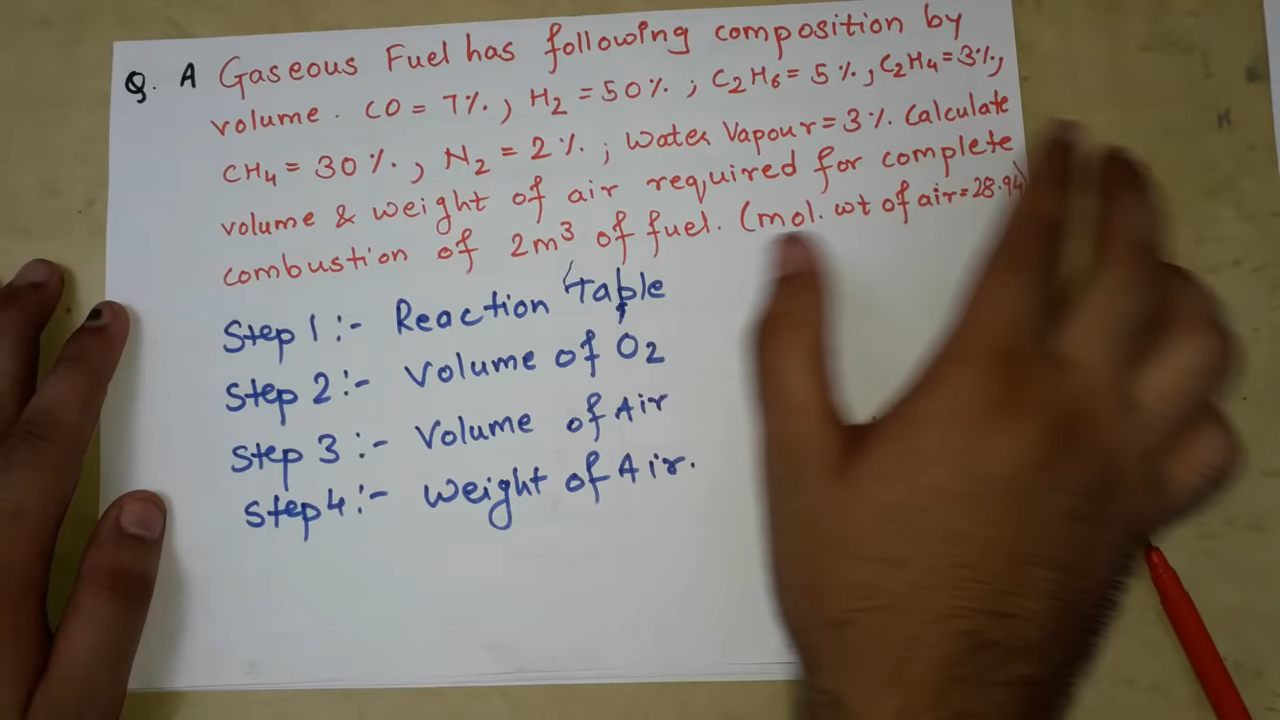 Q. A Gaseous Fuel has following composition by
volume. CO = 7%, H2 = 50%; C2H6 = 5%, C2H4 = 3%,
CH4 = 30%, N2 = 2%; Water Vapour = 3%. Calculate
volume & weight of air required for complete
combustion of 2m³ of fuel. (mol. wt of air = 28.94)
Step 1:- Reaction Table
Step 2:- Volume of O2
Step 3:- Volume of Air
Step 4:- Weight of Air.